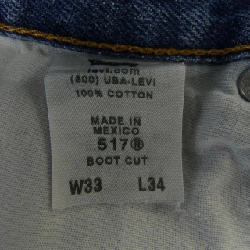 levi.com
(800) USA-LEVI
100% COTTON
MADE IN
MEXICO
517®
BOOT CUT
W33 L34